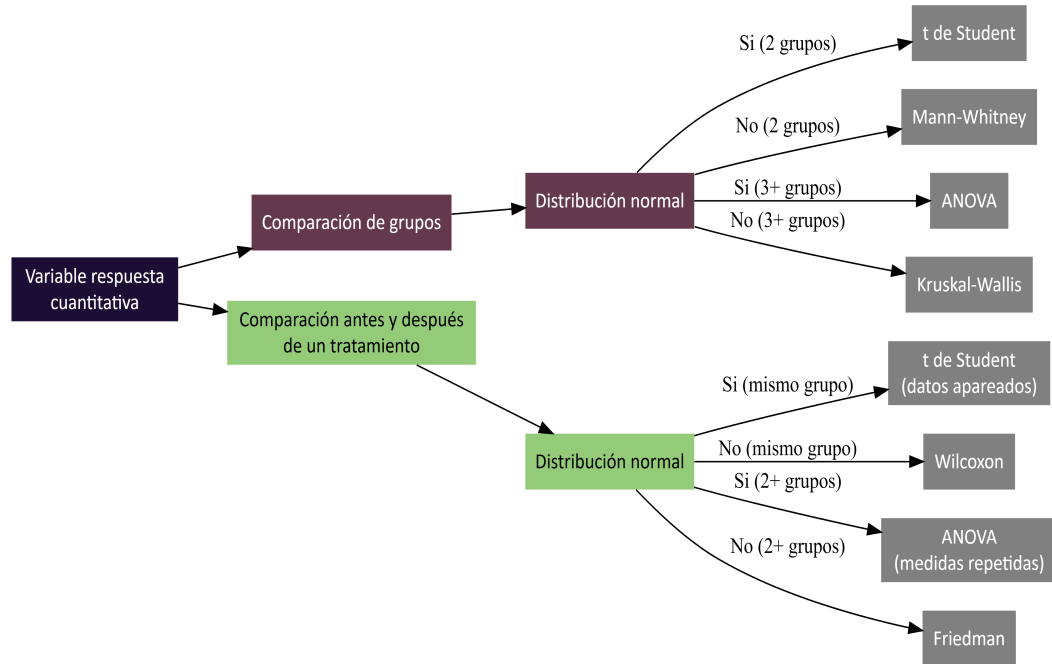 Variable respuesta
cuantitativa
Comparación de grupos
Distribución normal
Si (2 grupos)
t de Student
No (2 grupos)
Mann-Whitney
Si (3+ grupos)
ANOVA
No (3+ grupos)
Kruskal-Wallis
Comparación antes y después
de un tratamiento
Distribución normal
Si (mismo grupo)
t de Student
(datos apareados)
No (mismo grupo)
Wilcoxon
Si (2+ grupos)
ANOVA
(medidas repetidas)
No (2+ grupos)
Friedman